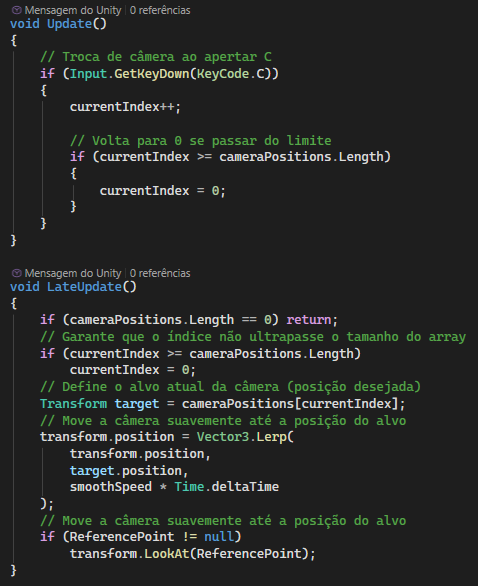 Mensagem do Unity | 0 referências
void Update()
{
    // Troca de câmera ao apertar C
    if (Input.GetKeyDown(KeyCode.C))
    {
        currentIndex++;

        // Volta para 0 se passar do limite
        if (currentIndex >= cameraPositions.Length)
        {
            currentIndex = 0;
        }
    }
}

Mensagem do Unity | 0 referências
void LateUpdate()
{
    if (cameraPositions.Length == 0) return;
    // Garante que o índice não ultrapasse o tamanho do array
    if (currentIndex >= cameraPositions.Length)
        currentIndex = 0;
    // Define o alvo atual da câmera (posição desejada)
    Transform target = cameraPositions[currentIndex];
    // Move a câmera suavemente até a posição do alvo
    transform.position = Vector3.Lerp(
        transform.position,
        target.position,
        smoothSpeed * Time.deltaTime
    );
    // Move a câmera suavemente até a posição do alvo
    if (ReferencePoint != null)
        transform.LookAt(ReferencePoint);
}